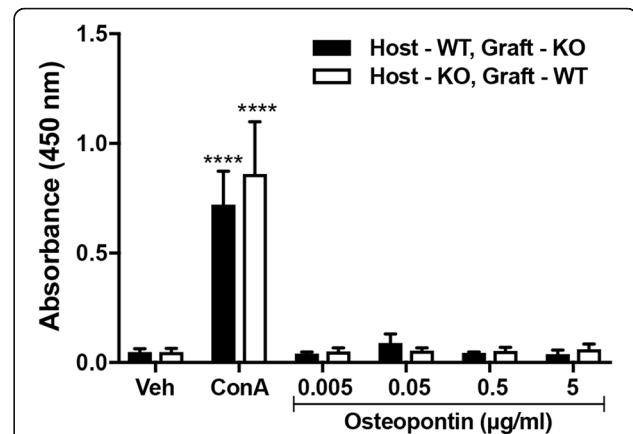 1.5
Host - WT, Graft - KO
Host - KO, Graft - WT
****
****
1.0
0.5
0.0
Absorbance (450 nm)
Veh ConA 0.005 0.05 0.5 5
Osteopontin (µg/ml)